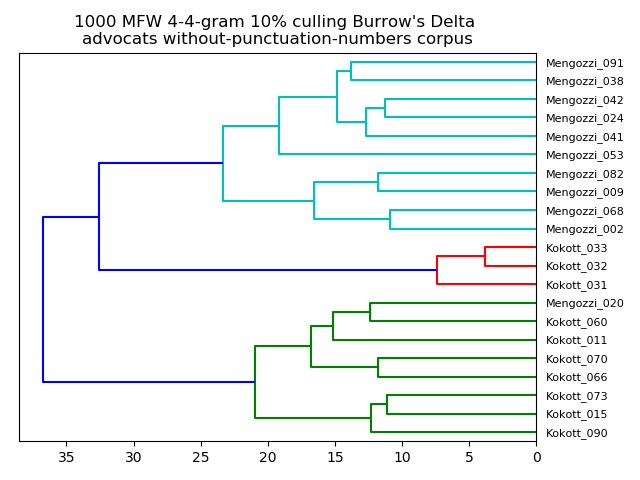 1000 MFW 4-4-gram 10% culling Burrow's Delta
advocats without-punctuation-numbers corpus
Mengozzi_091
Mengozzi_038
Mengozzi_042
Mengozzi_024
Mengozzi_041
Mengozzi_053
Mengozzi_082
Mengozzi_009
Mengozzi_068
Mengozzi_002
Kokott_033
Kokott_032
Kokott_031
Mengozzi_020
Kokott_060
Kokott_011
Kokott_070
Kokott_066
Kokott_073
Kokott_015
Kokott_090
35 30 25 20 15 10 5 0